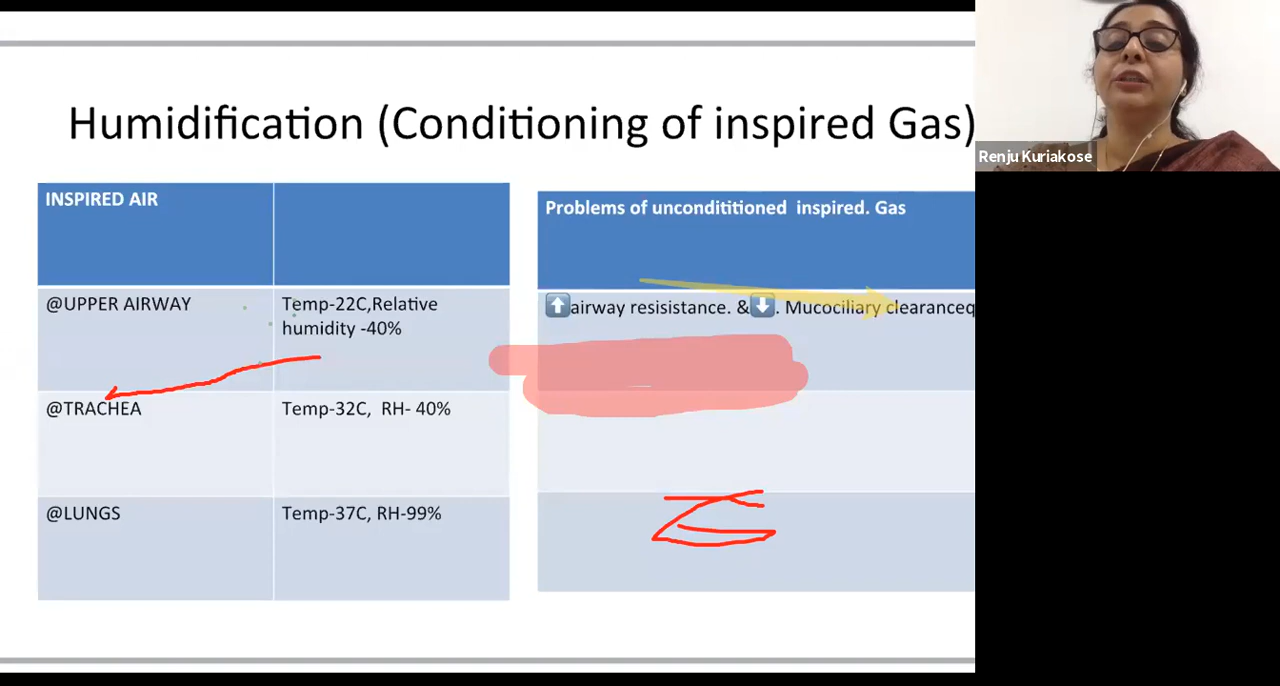 Humidification (Conditioning of inspired Gas)
Renju Kuriakose
INSPIRED AIR
@UPPER AIRWAY
Temp-22C,Relative
humidity -40%
@TRACHEA
Temp-32C, RH- 40%
@LUNGS
Temp-37C, RH-99%
Problems of uncondititioned inspired. Gas
⬆airway resisistance. &⬇. Mucociliary clearanceq